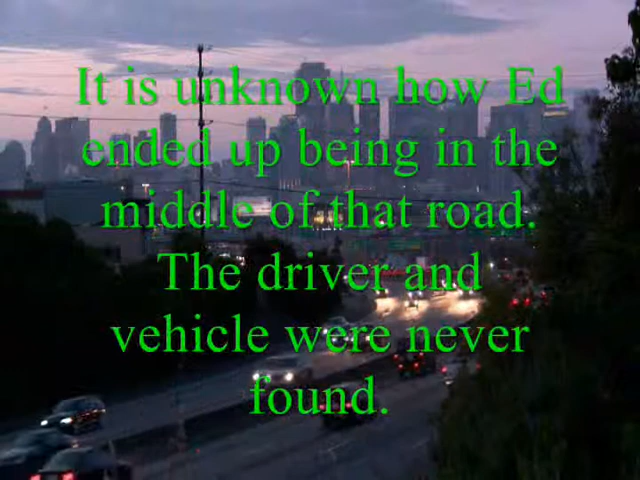 It is unknown how Ed
ended up being in the
middle of that road.
The driver and
vehicle were never
found.